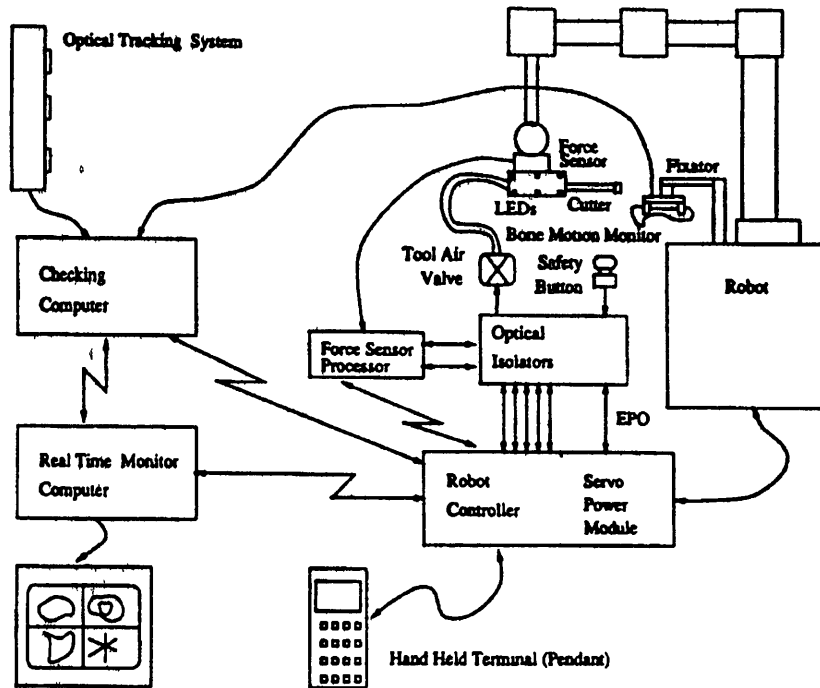 Optical Tracking System
Force
Sensor
Fixator
LEDs
Cutter
Bone Motion Monitor
Tool Air
Valve
Safety
Button
Checking
Computer
Robot
Optical
Isolators
Force Sensor
Processor
EPO
Real Time Monitor
Computer
Robot
Controller
Servo
Power
Module
Hand Held Terminal (Pendant)